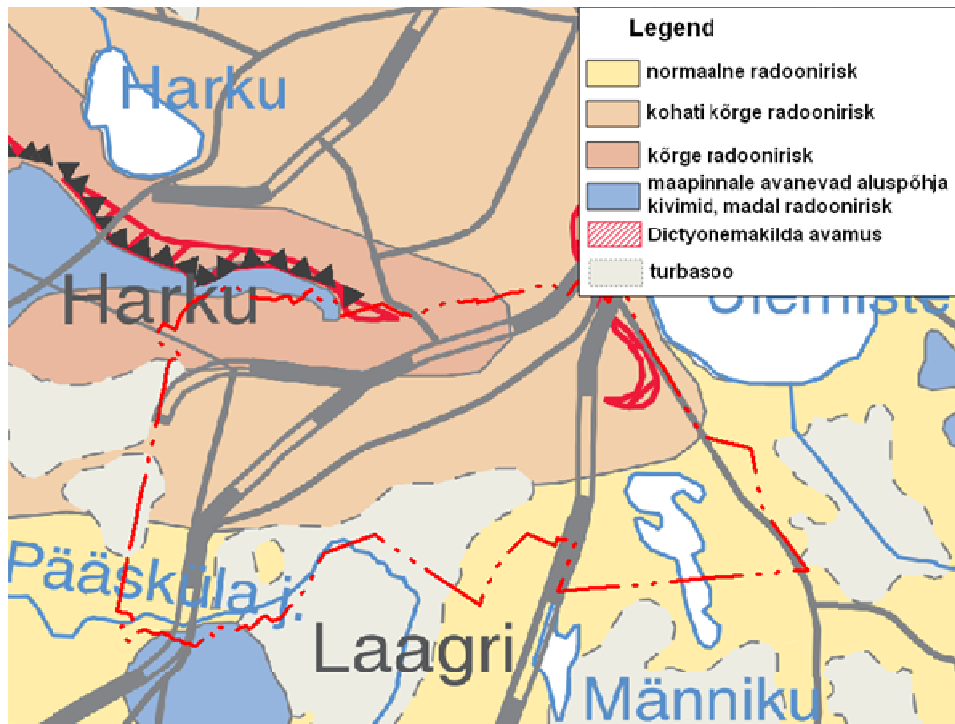 Legend
normaalne radoonirisk
kohati kõrge radoonirisk
kõrge radoonirisk
maapinnale avanevad aluspõhja
kivimid, madal radoonirisk
Dictyonemakilda avamus
turbasoo
Harku
Harku
Ülemiste
Pääsküla j.
Laagri
Männiku